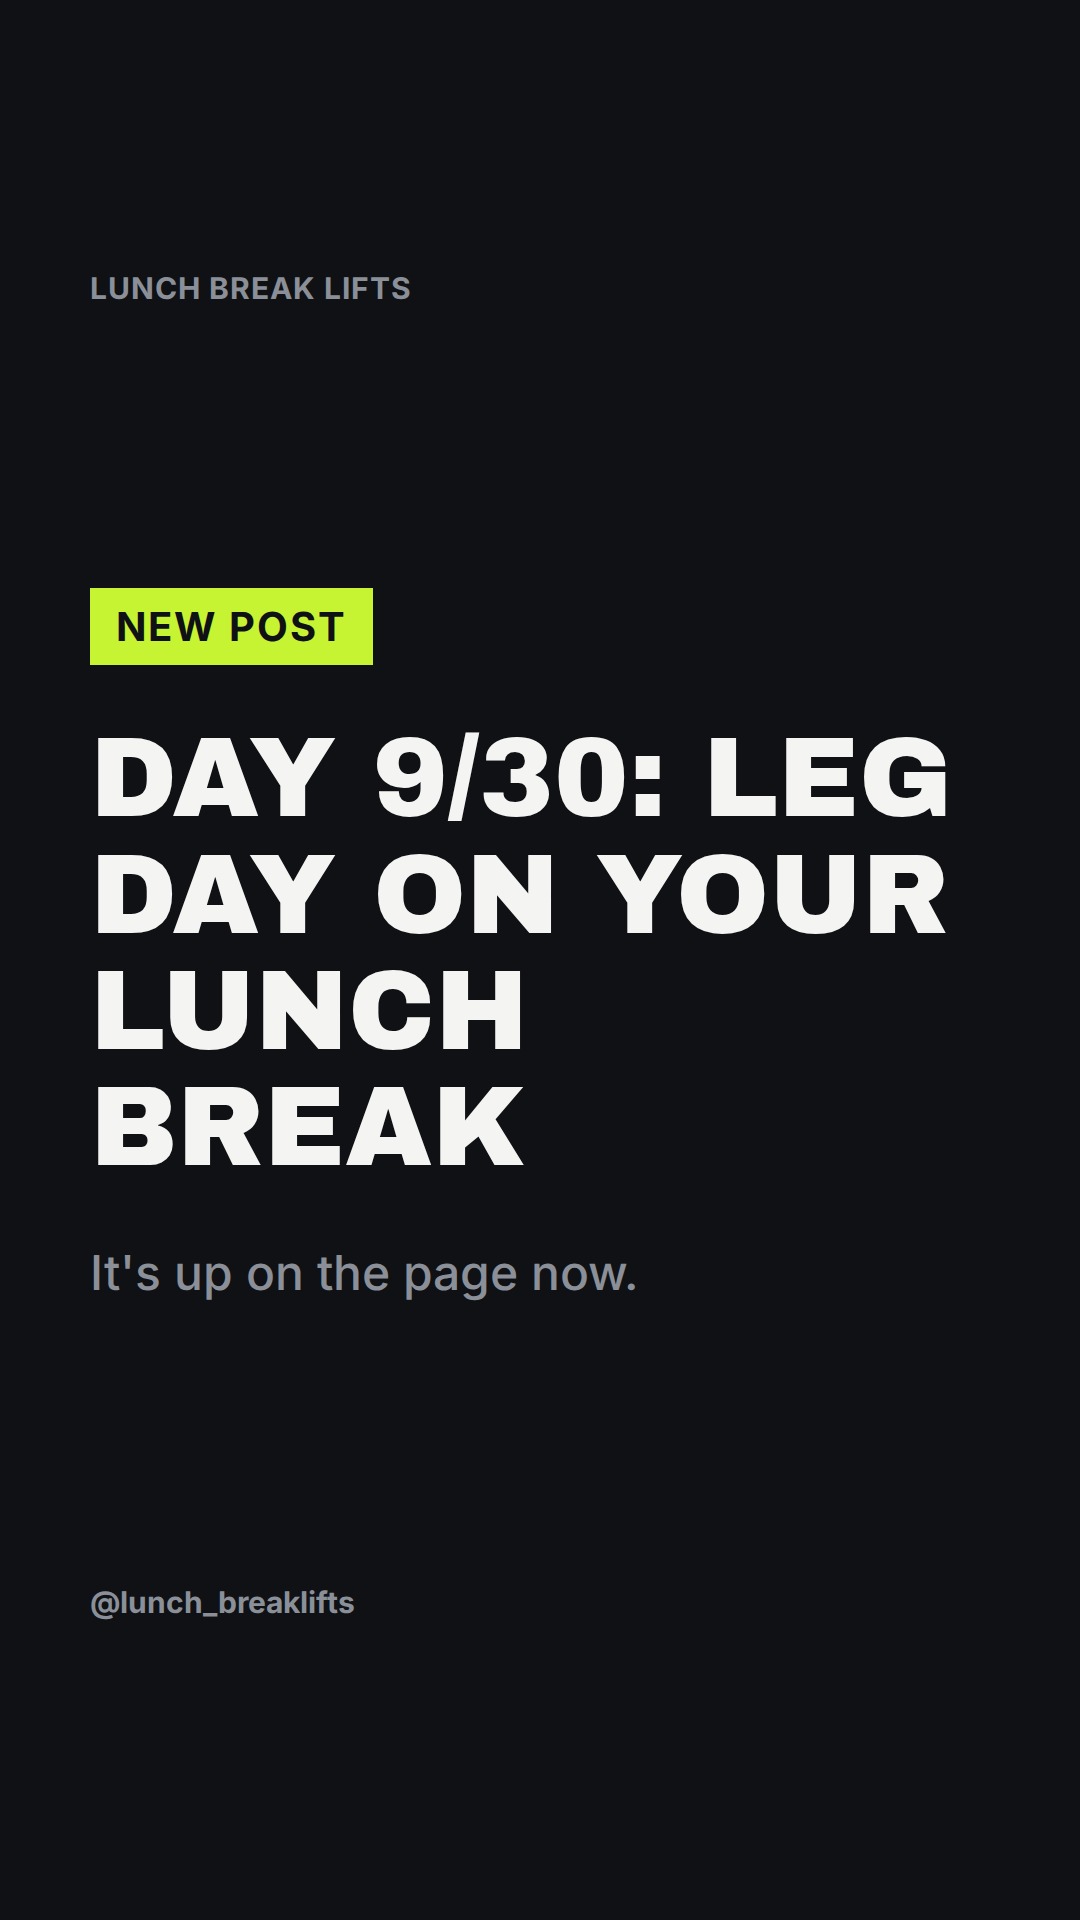 LUNCH BREAK LIFTS
NEW POST
DAY 9/30: LEG
DAY ON YOUR
LUNCH
BREAK
It's up on the page now.
@lunch_breaklifts